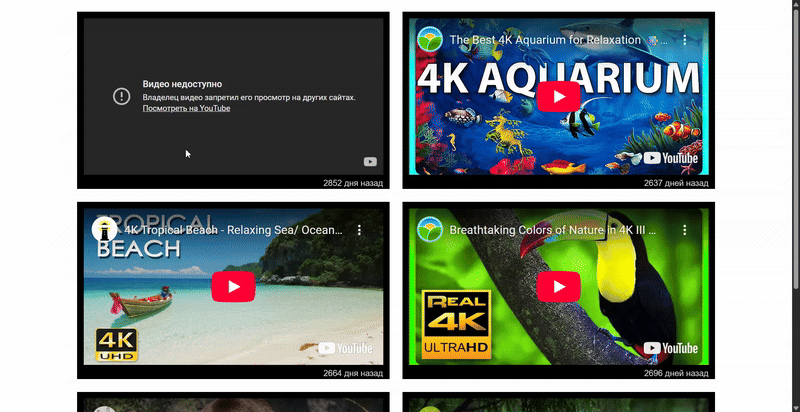 Видео недоступно
Владелец видео запретил его просмотр на других сайтах.
Посмотреть на YouTube
2852 дня назад
The Best 4K Aquarium for Relaxation 🐠...
4K AQUARIUM
YouTube
2637 дней назад
4K Tropical Beach - Relaxing Sea/ Ocean...
TROPICAL
BEACH
4K
UHD
YouTube
2664 дня назад
Breathtaking Colors of Nature in 4K III ...
REAL
4K
ULTRAHD
YouTube
2696 дней назад